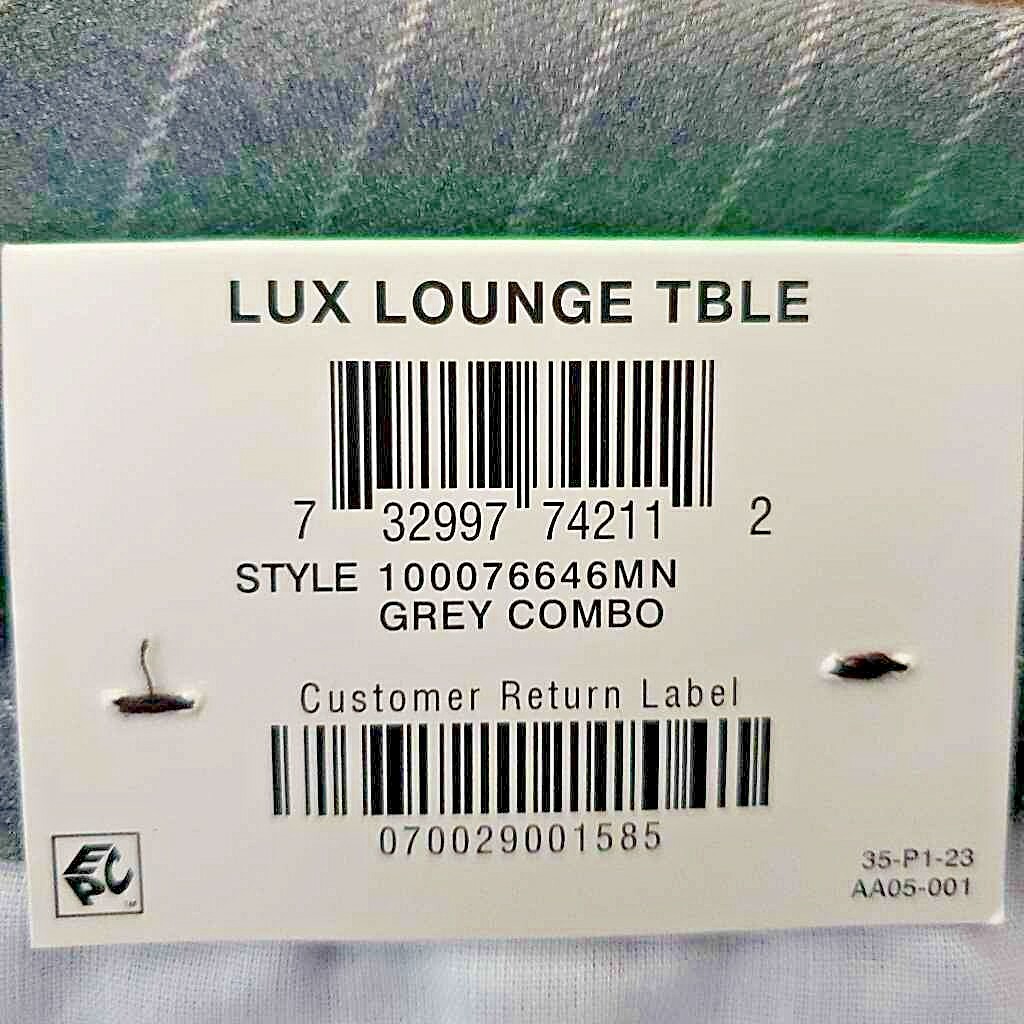 LUX LOUNGE TBLE
7 32997 74211 2
STYLE 100076646MN
GREY COMBO
Customer Return Label
070029001585
EPC
TM
35-P1-23
AA05-001